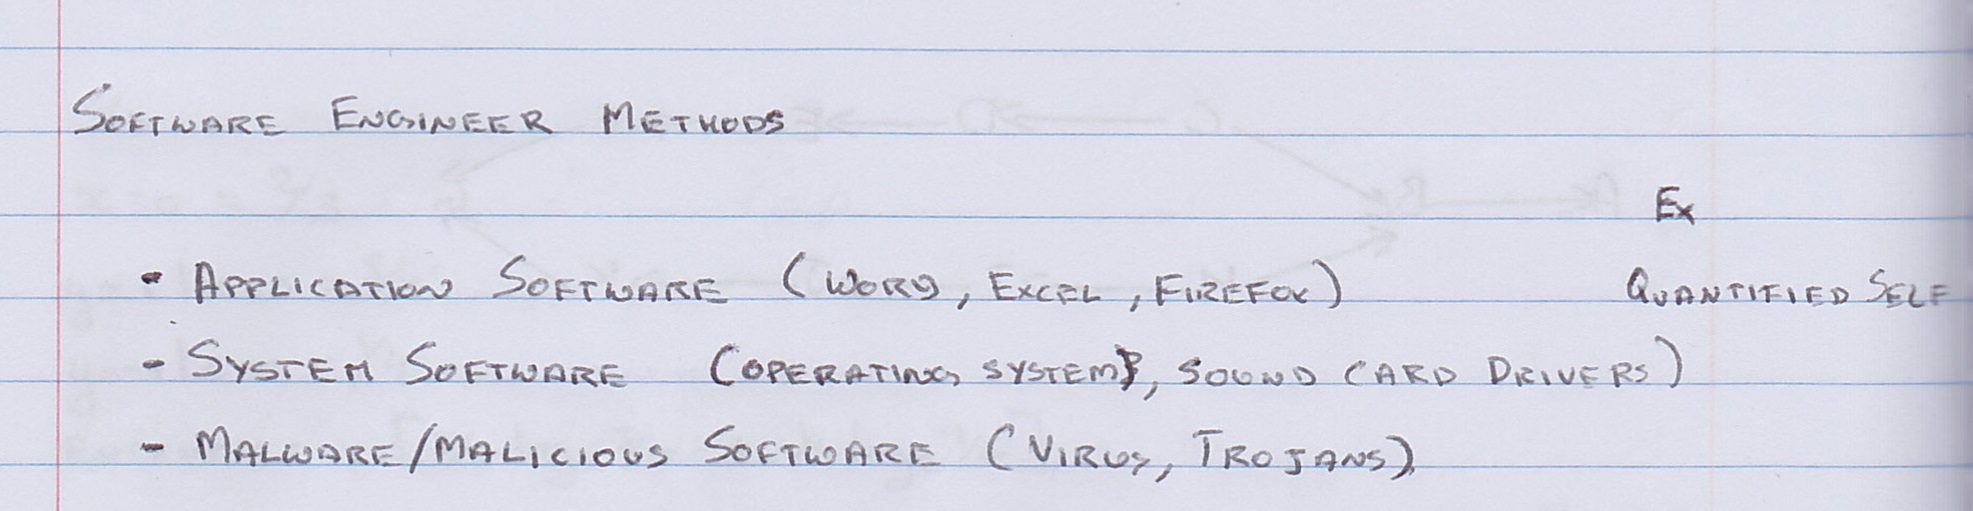 SOFTWARE ENGINEER METHODS
EX
- APPLICATION SOFTWARE (WORD, EXCEL, FIREFOX) QUANTIFIED SELF
- SYSTEM SOFTWARE (OPERATING SYSTEMS, SOUND CARD DRIVERS)
- MALWARE/MALICIOUS SOFTWARE (VIRUS, TROJANS)